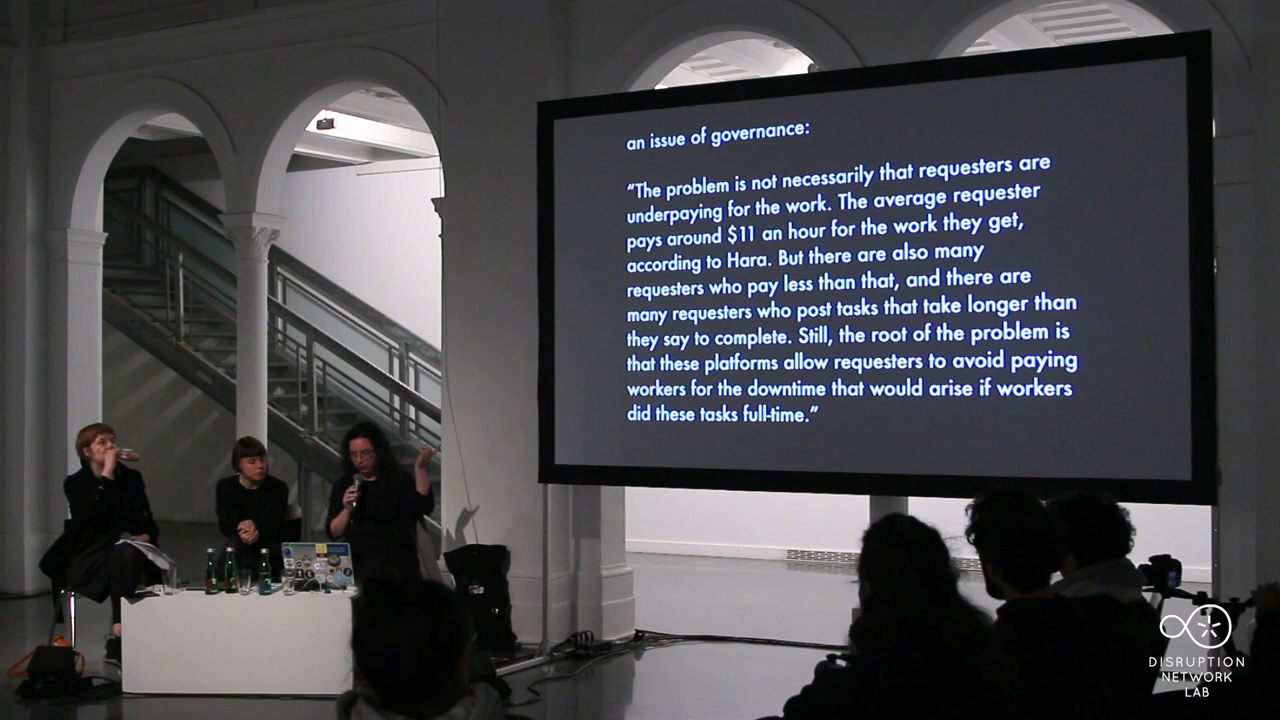 an issue of governance:
“The problem is not necessarily that requesters are
underpaying for the work. The average requester
pays around $11 an hour for the work they get,
according to Hara. But there are also many
requesters who pay less than that, and there are
many requesters who post tasks that take longer than
they say to complete. Still, the root of the problem is
that these platforms allow requesters to avoid paying
workers for the downtime that would arise if workers
did these tasks full-time.”
DISRUPTION
NETWORK
LAB